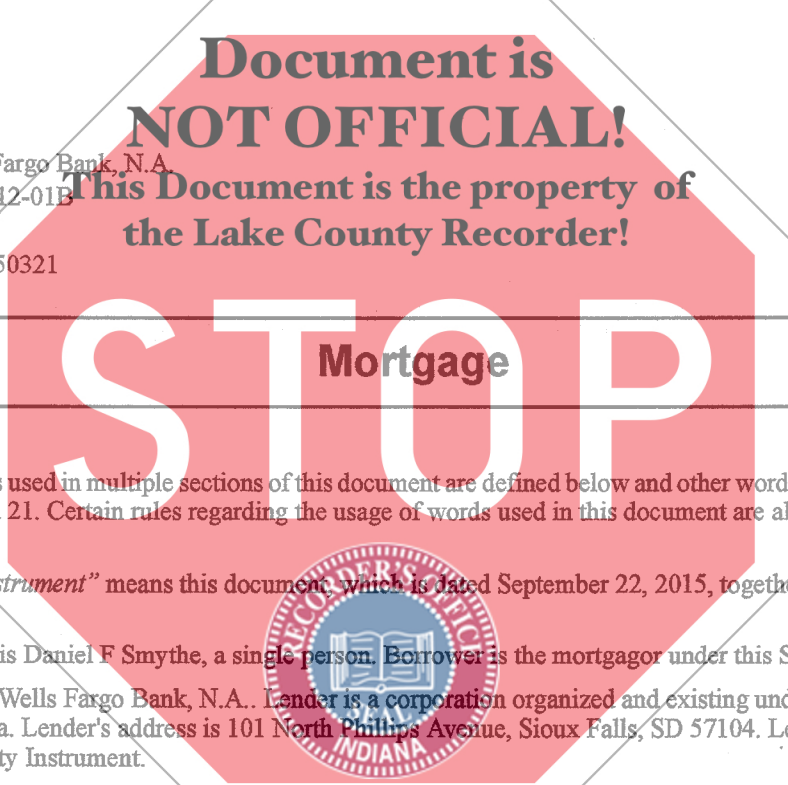 Document is
NOT OFFICIAL!
Fargo Bank, N.A.
12-01B
This Document is the property of
the Lake County Recorder!
50321
STOP
Mortgage
s used in multiple sections of this document are defined below and other word
21. Certain rules regarding the usage of words used in this document are al
strument” means this document, which is dated September 22, 2015, togethe
is Daniel F Smythe, a single person. Borrower is the mortgagor under this S
Wells Fargo Bank, N.A.. Lender is a corporation organized and existing und
a. Lender's address is 101 North Phillips Avenue, Sioux Falls, SD 57104. Le
ty Instrument.
RECORDER'S OFFICE
INDIANA